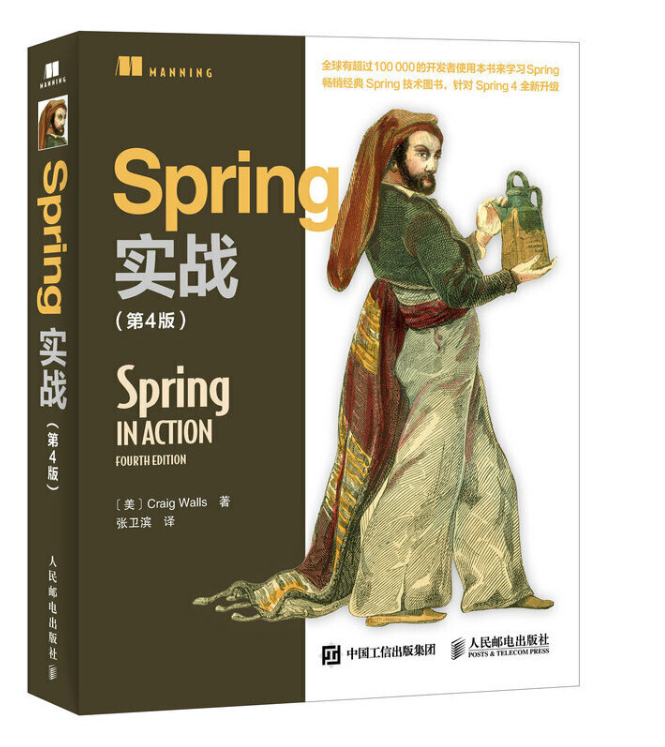 MANNING
Spring
实战
(第4版)
人民邮电出版社
MANNING
全球有超过100 000的开发者使用本书来学习Spring
畅销经典 Spring 技术图书、针对 Spring 4 全新升级
Spring
实战
(第4版)
Spring
IN ACTION
FOURTH EDITION
[美] Craig Walls 著
张卫滨 译
中国工信出版集团
人民邮电出版社
POSTS & TELECOM PRESS